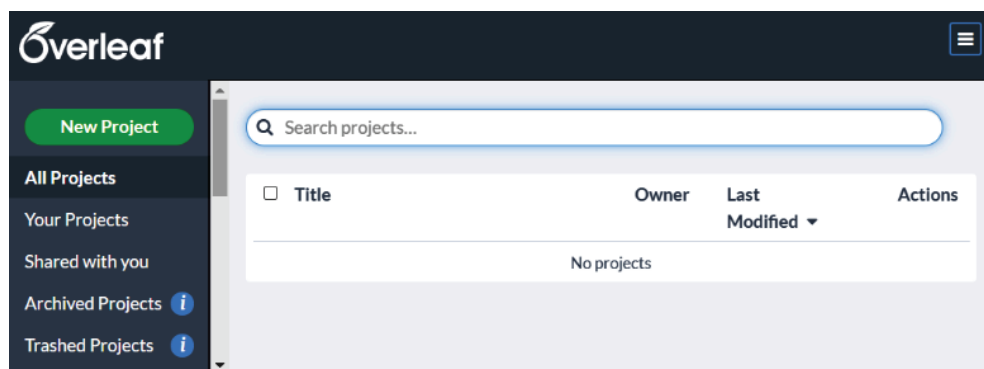 Overleaf
New Project
All Projects
Your Projects
Shared with you
Archived Projects i
Trashed Projects i
Search projects...
Title Owner Last Modified Actions
No projects